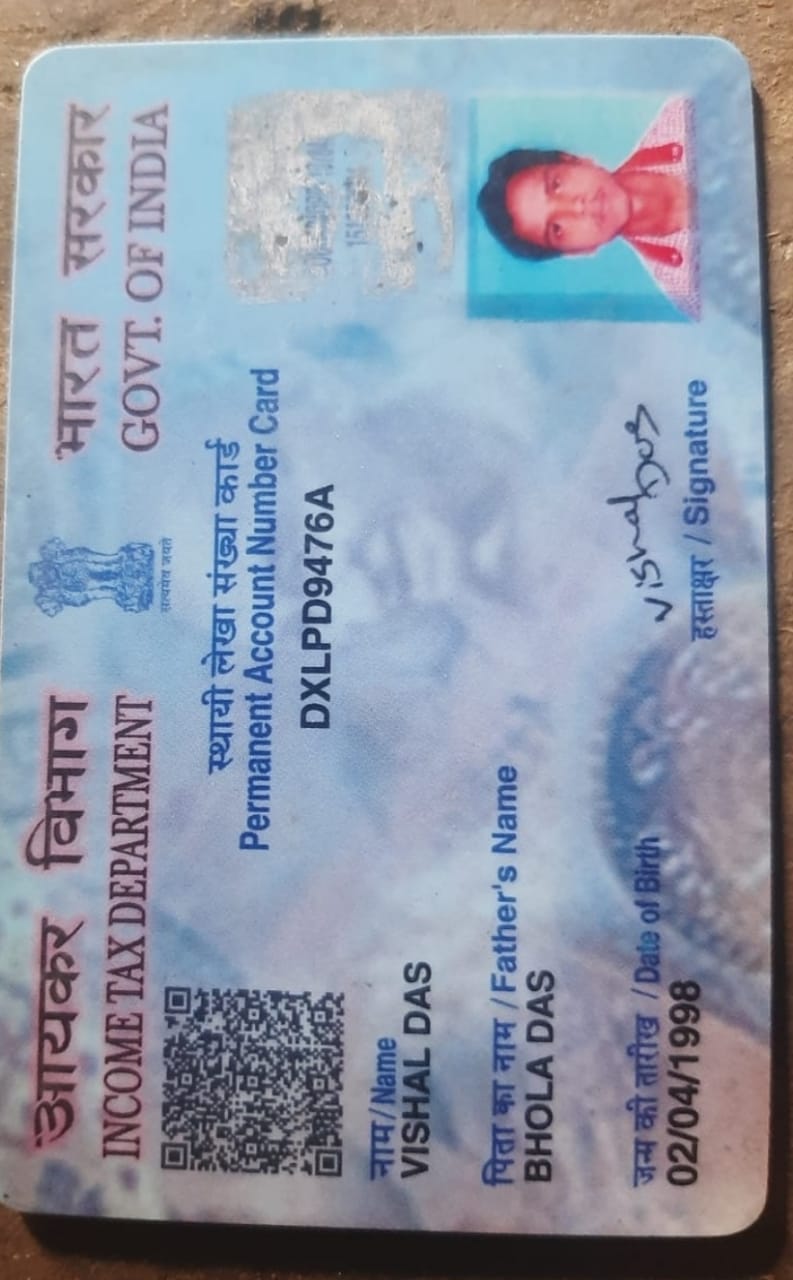 आयकर विभाग
INCOME TAX DEPARTMENT
सत्यमेव जयते
भारत सरकार
GOVT. OF INDIA
स्थायी लेखा संख्या कार्ड
Permanent Account Number Card
DXLPD9476A
नाम / Name
VISHAL DAS
पिता का नाम / Father's Name
BHOLA DAS
जन्म की तारीख / Date of Birth
02/04/1998
Vishal Das
हस्ताक्षर / Signature